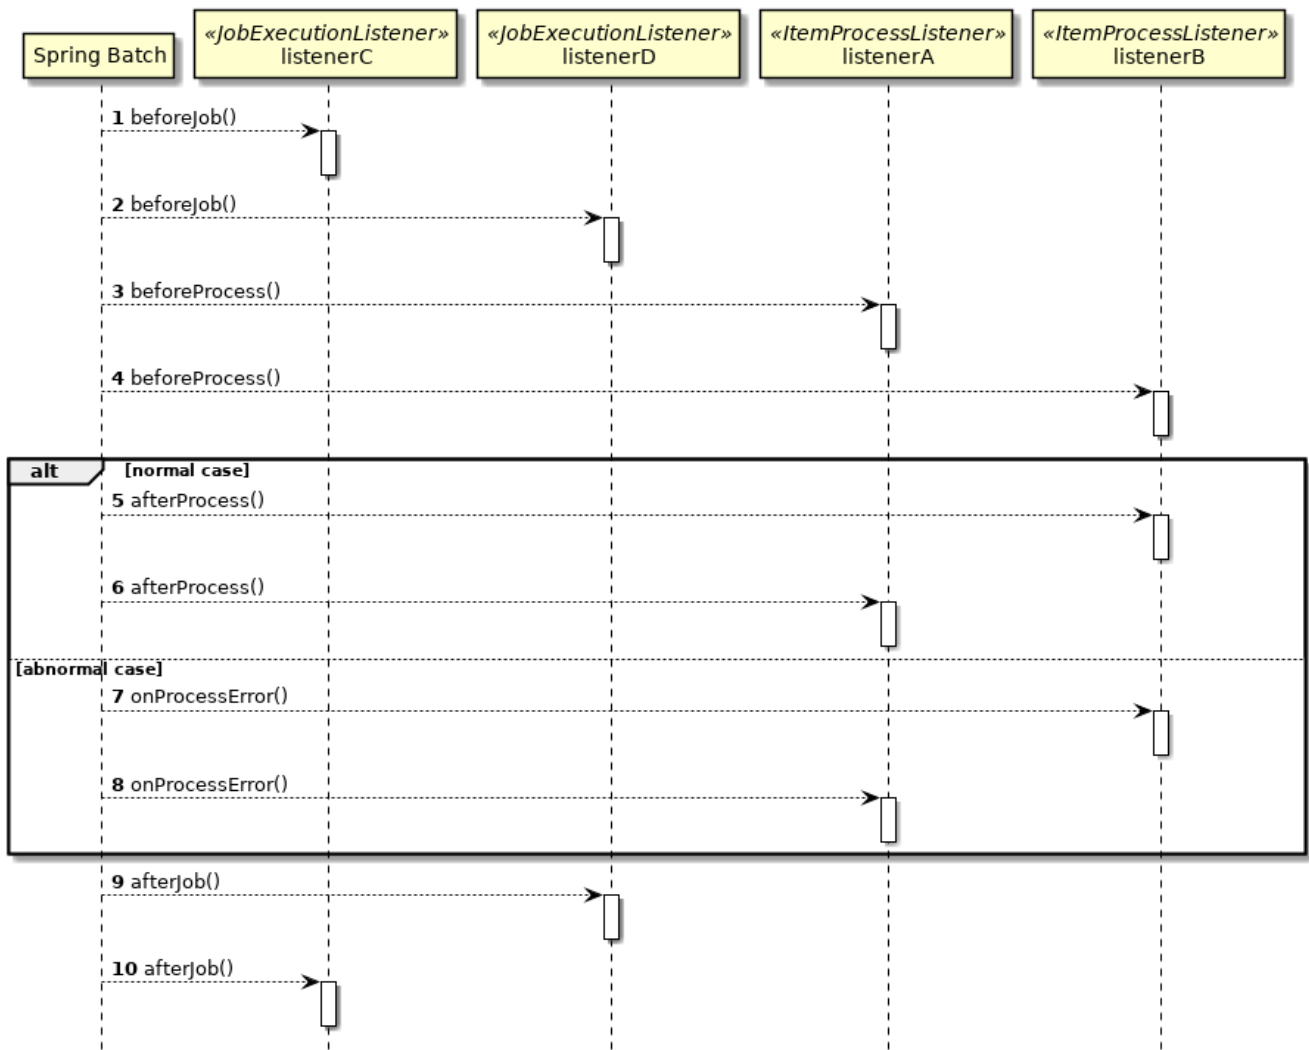 Spring Batch
«JobExecutionListener»
listenerC
«JobExecutionListener»
listenerD
«ItemProcessListener»
listenerA
«ItemProcessListener»
listenerB
1 beforeJob()
2 beforeJob()
3 beforeProcess()
4 beforeProcess()
alt [normal case]
5 afterProcess()
6 afterProcess()
[abnormal case]
7 onProcessError()
8 onProcessError()
9 afterJob()
10 afterJob()